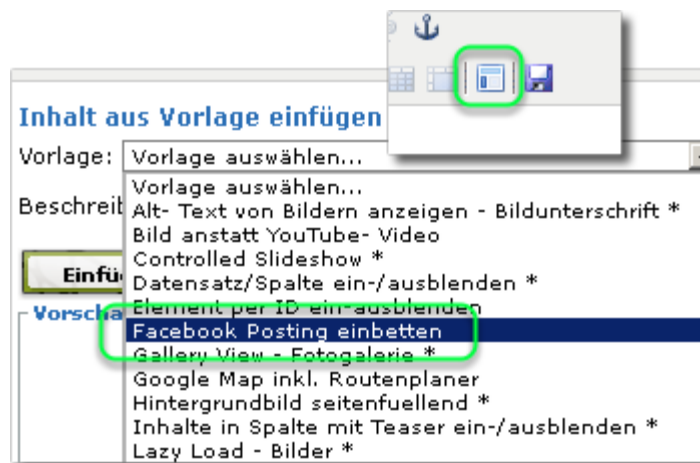 Inhalt aus Vorlage einfügen
Vorlage: Vorlage auswählen...
Vorlage auswählen...
Beschreib
Alt- Text von Bildern anzeigen - Bildunterschrift *
Bild anstatt YouTube- Video
Controlled Slideshow *
Einfü
Datensatz/Spalte ein-/ausblenden *
Element per ID ein-ausblenden
Vorscha
Facebook Posting einbetten
Gallery View - Fotogalerie *
Google Map inkl. Routenplaner
Hintergrundbild seitenfuellend *
Inhalte in Spalte mit Teaser ein-/ausblenden *
Lazy Load - Bilder *